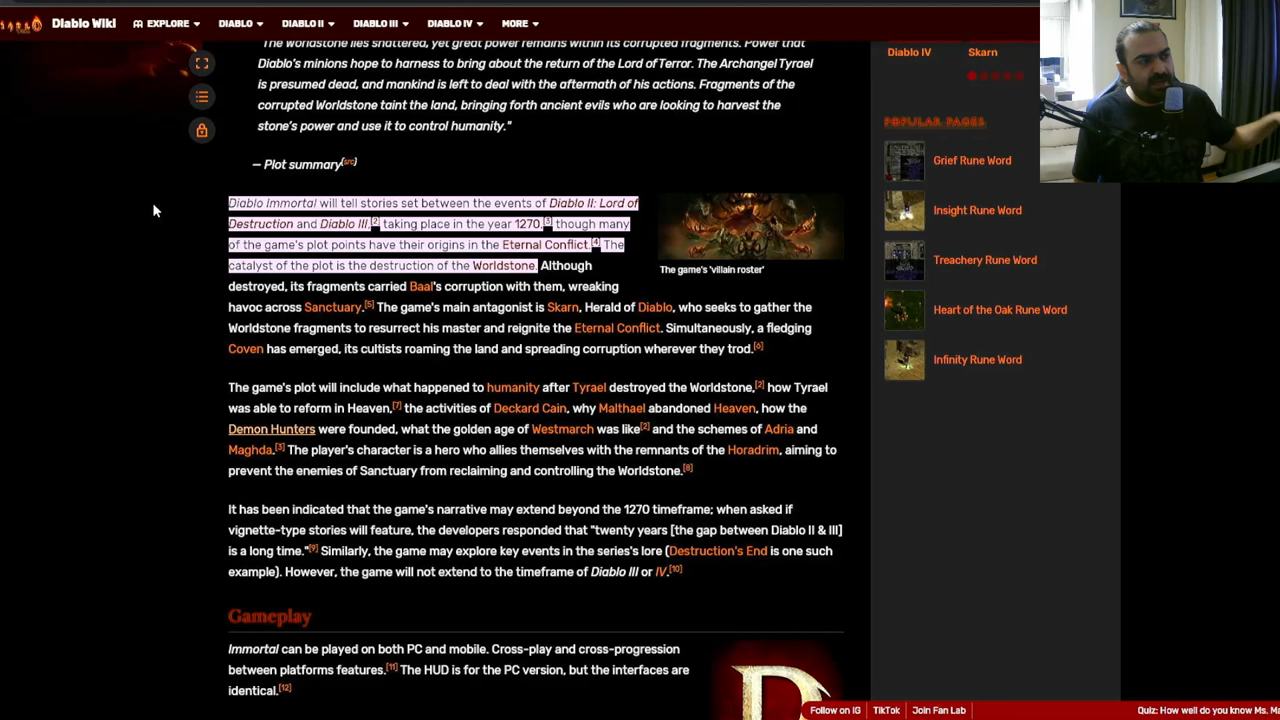 Diablo Wiki
EXPLORE
DIABLO
DIABLO II
DIABLO III
DIABLO IV
MORE
"The Worldstone lies shattered, yet great power remains within its corrupted fragments. Power that
Diablo's minions hope to harness to bring about the return of the Lord of Terror. The Archangel Tyrael
is presumed dead, and mankind is left to deal with the aftermath of his actions. Fragments of the
corrupted Worldstone taint the land, bringing forth ancient evils who are looking to harvest the
stone's power and use it to control humanity."
— Plot summary(src)
Diablo Immortal will tell stories set between the events of Diablo II: Lord of
Destruction and Diablo III,[2] taking place in the year 1270,[3] though many
of the game's plot points have their origins in the Eternal Conflict.[4] The
catalyst of the plot is the destruction of the Worldstone. Although
destroyed, its fragments carried Baal's corruption with them, wreaking
havoc across Sanctuary.[5] The game's main antagonist is Skarn, Herald of Diablo, who seeks to gather the
Worldstone fragments to resurrect his master and reignite the Eternal Conflict. Simultaneously, a fledging
Coven has emerged, its cultists roaming the land and spreading corruption wherever they trod.[6]
The game's 'villain roster'
The game's plot will include what happened to humanity after Tyrael destroyed the Worldstone,[2] how Tyrael
was able to reform in Heaven,[7] the activities of Deckard Cain, why Malthael abandoned Heaven, how the
Demon Hunters were founded, what the golden age of Westmarch was like[2] and the schemes of Adria and
Maghda.[3] The player's character is a hero who allies themselves with the remnants of the Horadrim, aiming to
prevent the enemies of Sanctuary from reclaiming and controlling the Worldstone.[8]
It has been indicated that the game's narrative may extend beyond the 1270 timeframe; when asked if
vignette-type stories will feature, the developers responded that "twenty years [the gap between Diablo II & III]
is a long time."[9] Similarly, the game may explore key events in the series's lore (Destruction's End is one such
example). However, the game will not extend to the timeframe of Diablo III or IV.[10]
Gameplay
Immortal can be played on both PC and mobile. Cross-play and cross-progression
between platforms features.[11] The HUD is for the PC version, but the interfaces are
identical.[12]
Diablo IV
Skarn
POPULAR PAGES
Grief Rune Word
Insight Rune Word
Treachery Rune Word
Heart of the Oak Rune Word
Infinity Rune Word
Follow on IG
TikTok
Join Fan Lab
Quiz: How well do you know Ms. Ma